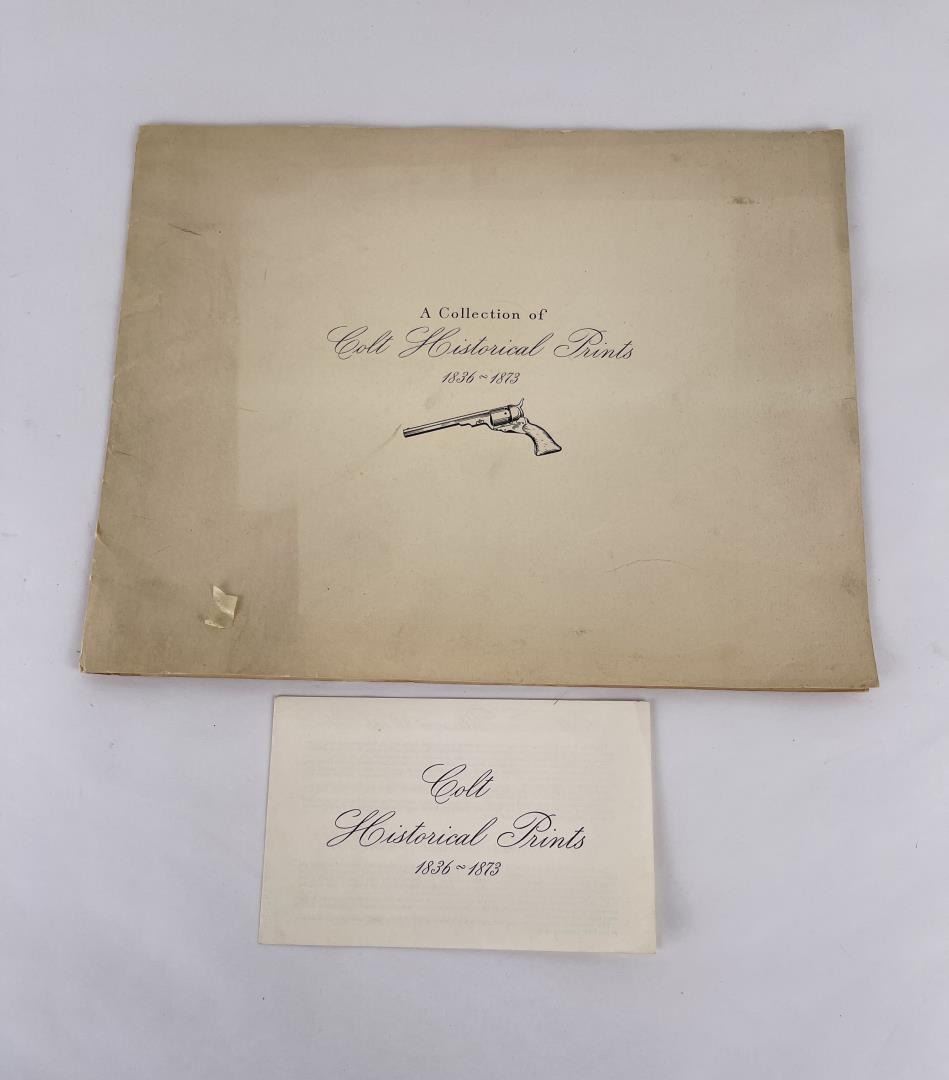 A Collection of
Colt Historical Prints
1836 ~ 1873
Colt
Historical Prints
1836 ~ 1873